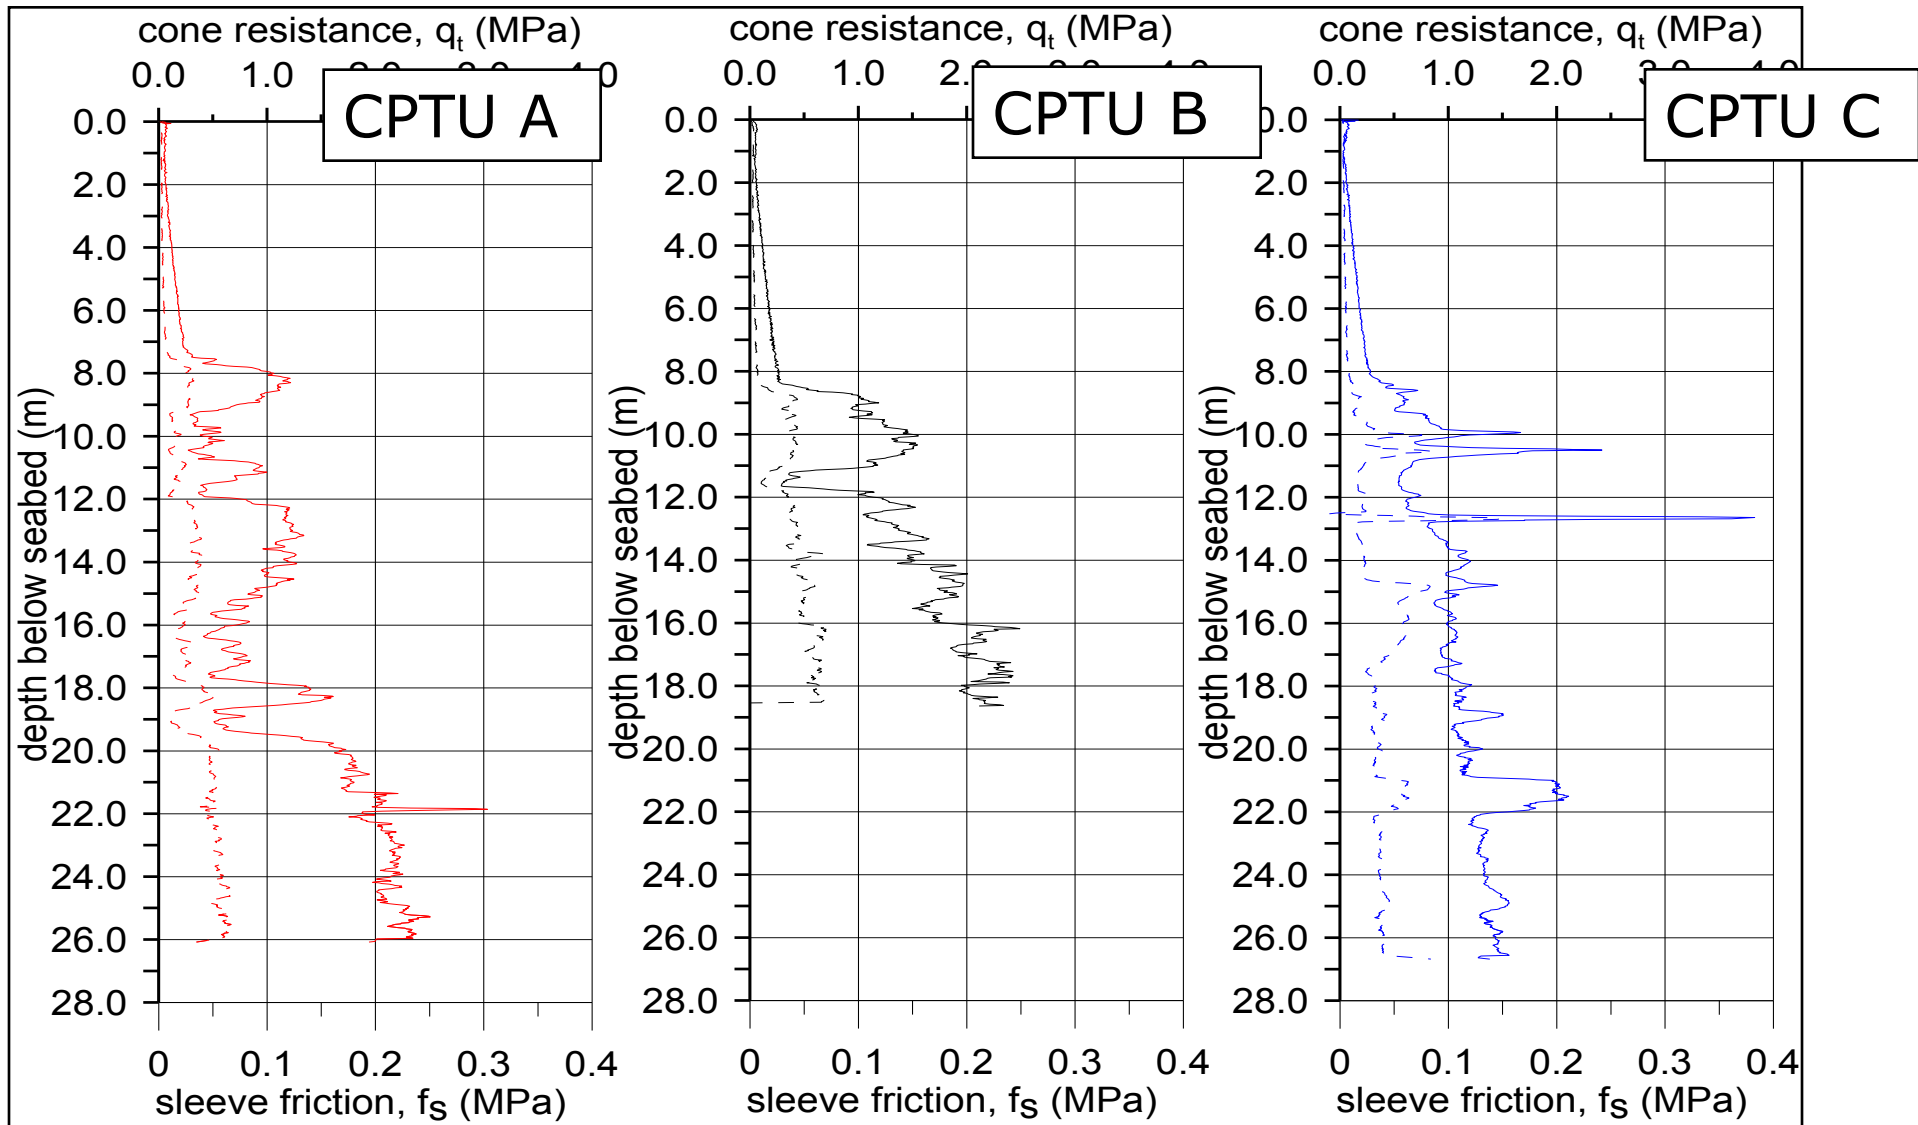 cone resistance, qt (MPa)
0.0 1.0
CPTU A
0.0
2.0
4.0
6.0
8.0
10.0
12.0
14.0
16.0
18.0
20.0
22.0
24.0
26.0
28.0
depth below seabed (m)
0 0.1 0.2 0.3 0.4
sleeve friction, fs (MPa)
cone resistance, qt (MPa)
0.0 1.0
CPTU B
0.0
2.0
4.0
6.0
8.0
10.0
12.0
14.0
16.0
18.0
20.0
22.0
24.0
26.0
28.0
depth below seabed (m)
0 0.1 0.2 0.3 0.4
sleeve friction, fs (MPa)
cone resistance, qt (MPa)
0.0 1.0 2.0
CPTU C
0.0
2.0
4.0
6.0
8.0
10.0
12.0
14.0
16.0
18.0
20.0
22.0
24.0
26.0
28.0
depth below seabed (m)
0 0.1 0.2 0.3 0.4
sleeve friction, fs (MPa)